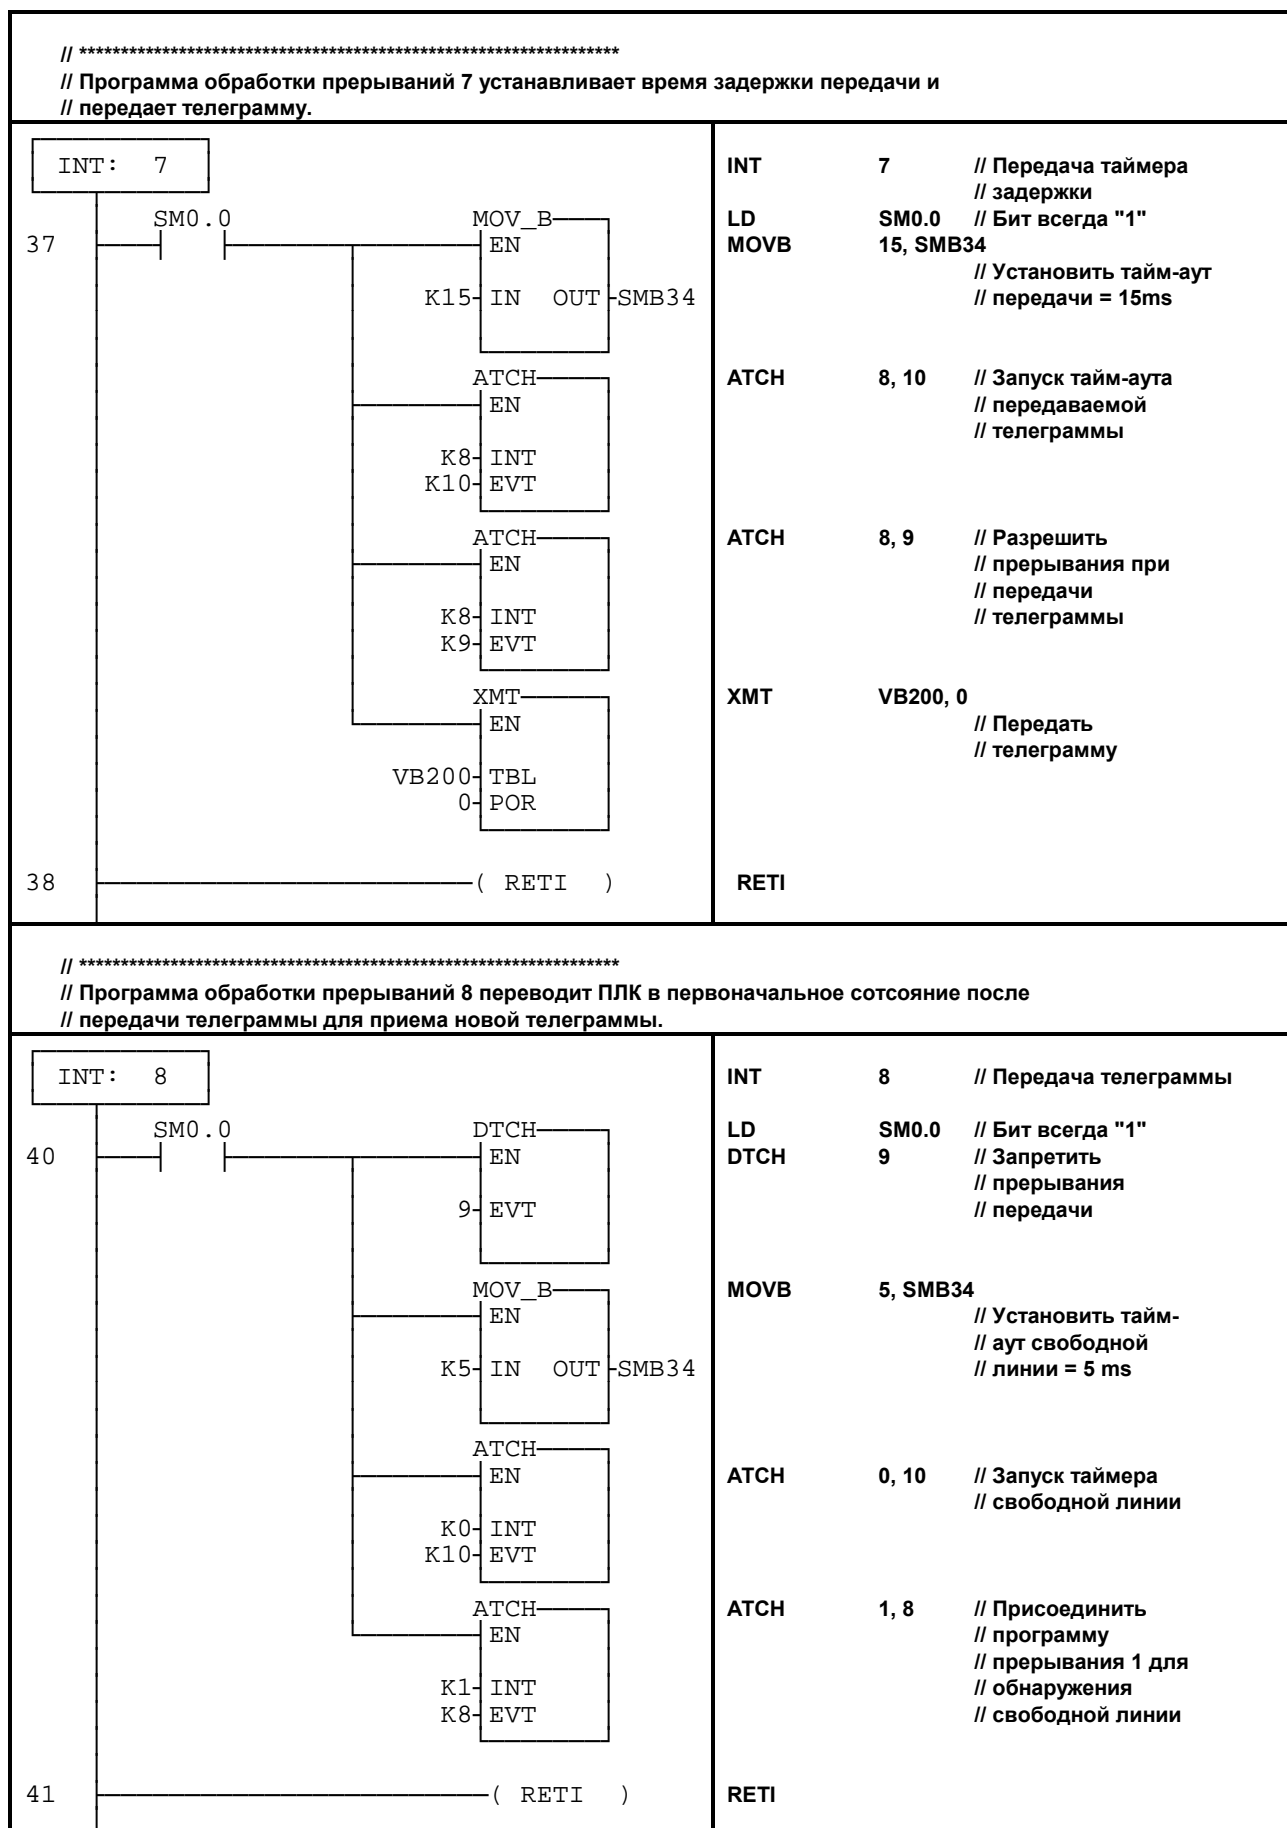 // *****************************************************************
// Программа обработки прерываний 7 устанавливает время задержки передачи и
// передает телеграмму.
INT: 7
INT 7 // Передача таймера
// задержки
SM0.0 MOV_B
LD SM0.0 // Бит всегда "1"
37 EN
MOVB 15, SMB34
// Установить тайм-аут
K15 IN OUT SMB34
// передачи = 15ms
ATCH
ATCH 8, 10 // Запуск тайм-аута
EN
// передаваемой
// телеграммы
K8 INT
K10 EVT
ATCH
ATCH 8, 9 // Разрешить
EN
// прерывания при
// передачи
K8 INT
// телеграммы
K9 EVT
XMT
XMT VB200, 0
EN
// Передать
// телеграмму
VB200 TBL
0 POR
38 ( RETI )
RETI
// *****************************************************************
// Программа обработки прерываний 8 переводит ПЛК в первоначальное сотсояние после
// передачи телеграммы для приема новой телеграммы.
INT: 8
INT 8 // Передача телеграммы
SM0.0 DTCH
LD SM0.0 // Бит всегда "1"
40 EN
DTCH 9 // Запретить
// прерывания
9 EVT
// передачи
MOV_B
MOVB 5, SMB34
EN
// Установить тайм-
// аут свободной
K5 IN OUT SMB34
// линии = 5 ms
ATCH
EN
ATCH 0, 10 // Запуск таймера
// свободной линии
K0 INT
K10 EVT
ATCH
ATCH 1, 8 // Присоединить
EN
// программу
// прерывания 1 для
K1 INT
// обнаружения
K8 EVT
// свободной линии
41 ( RETI )
RETI